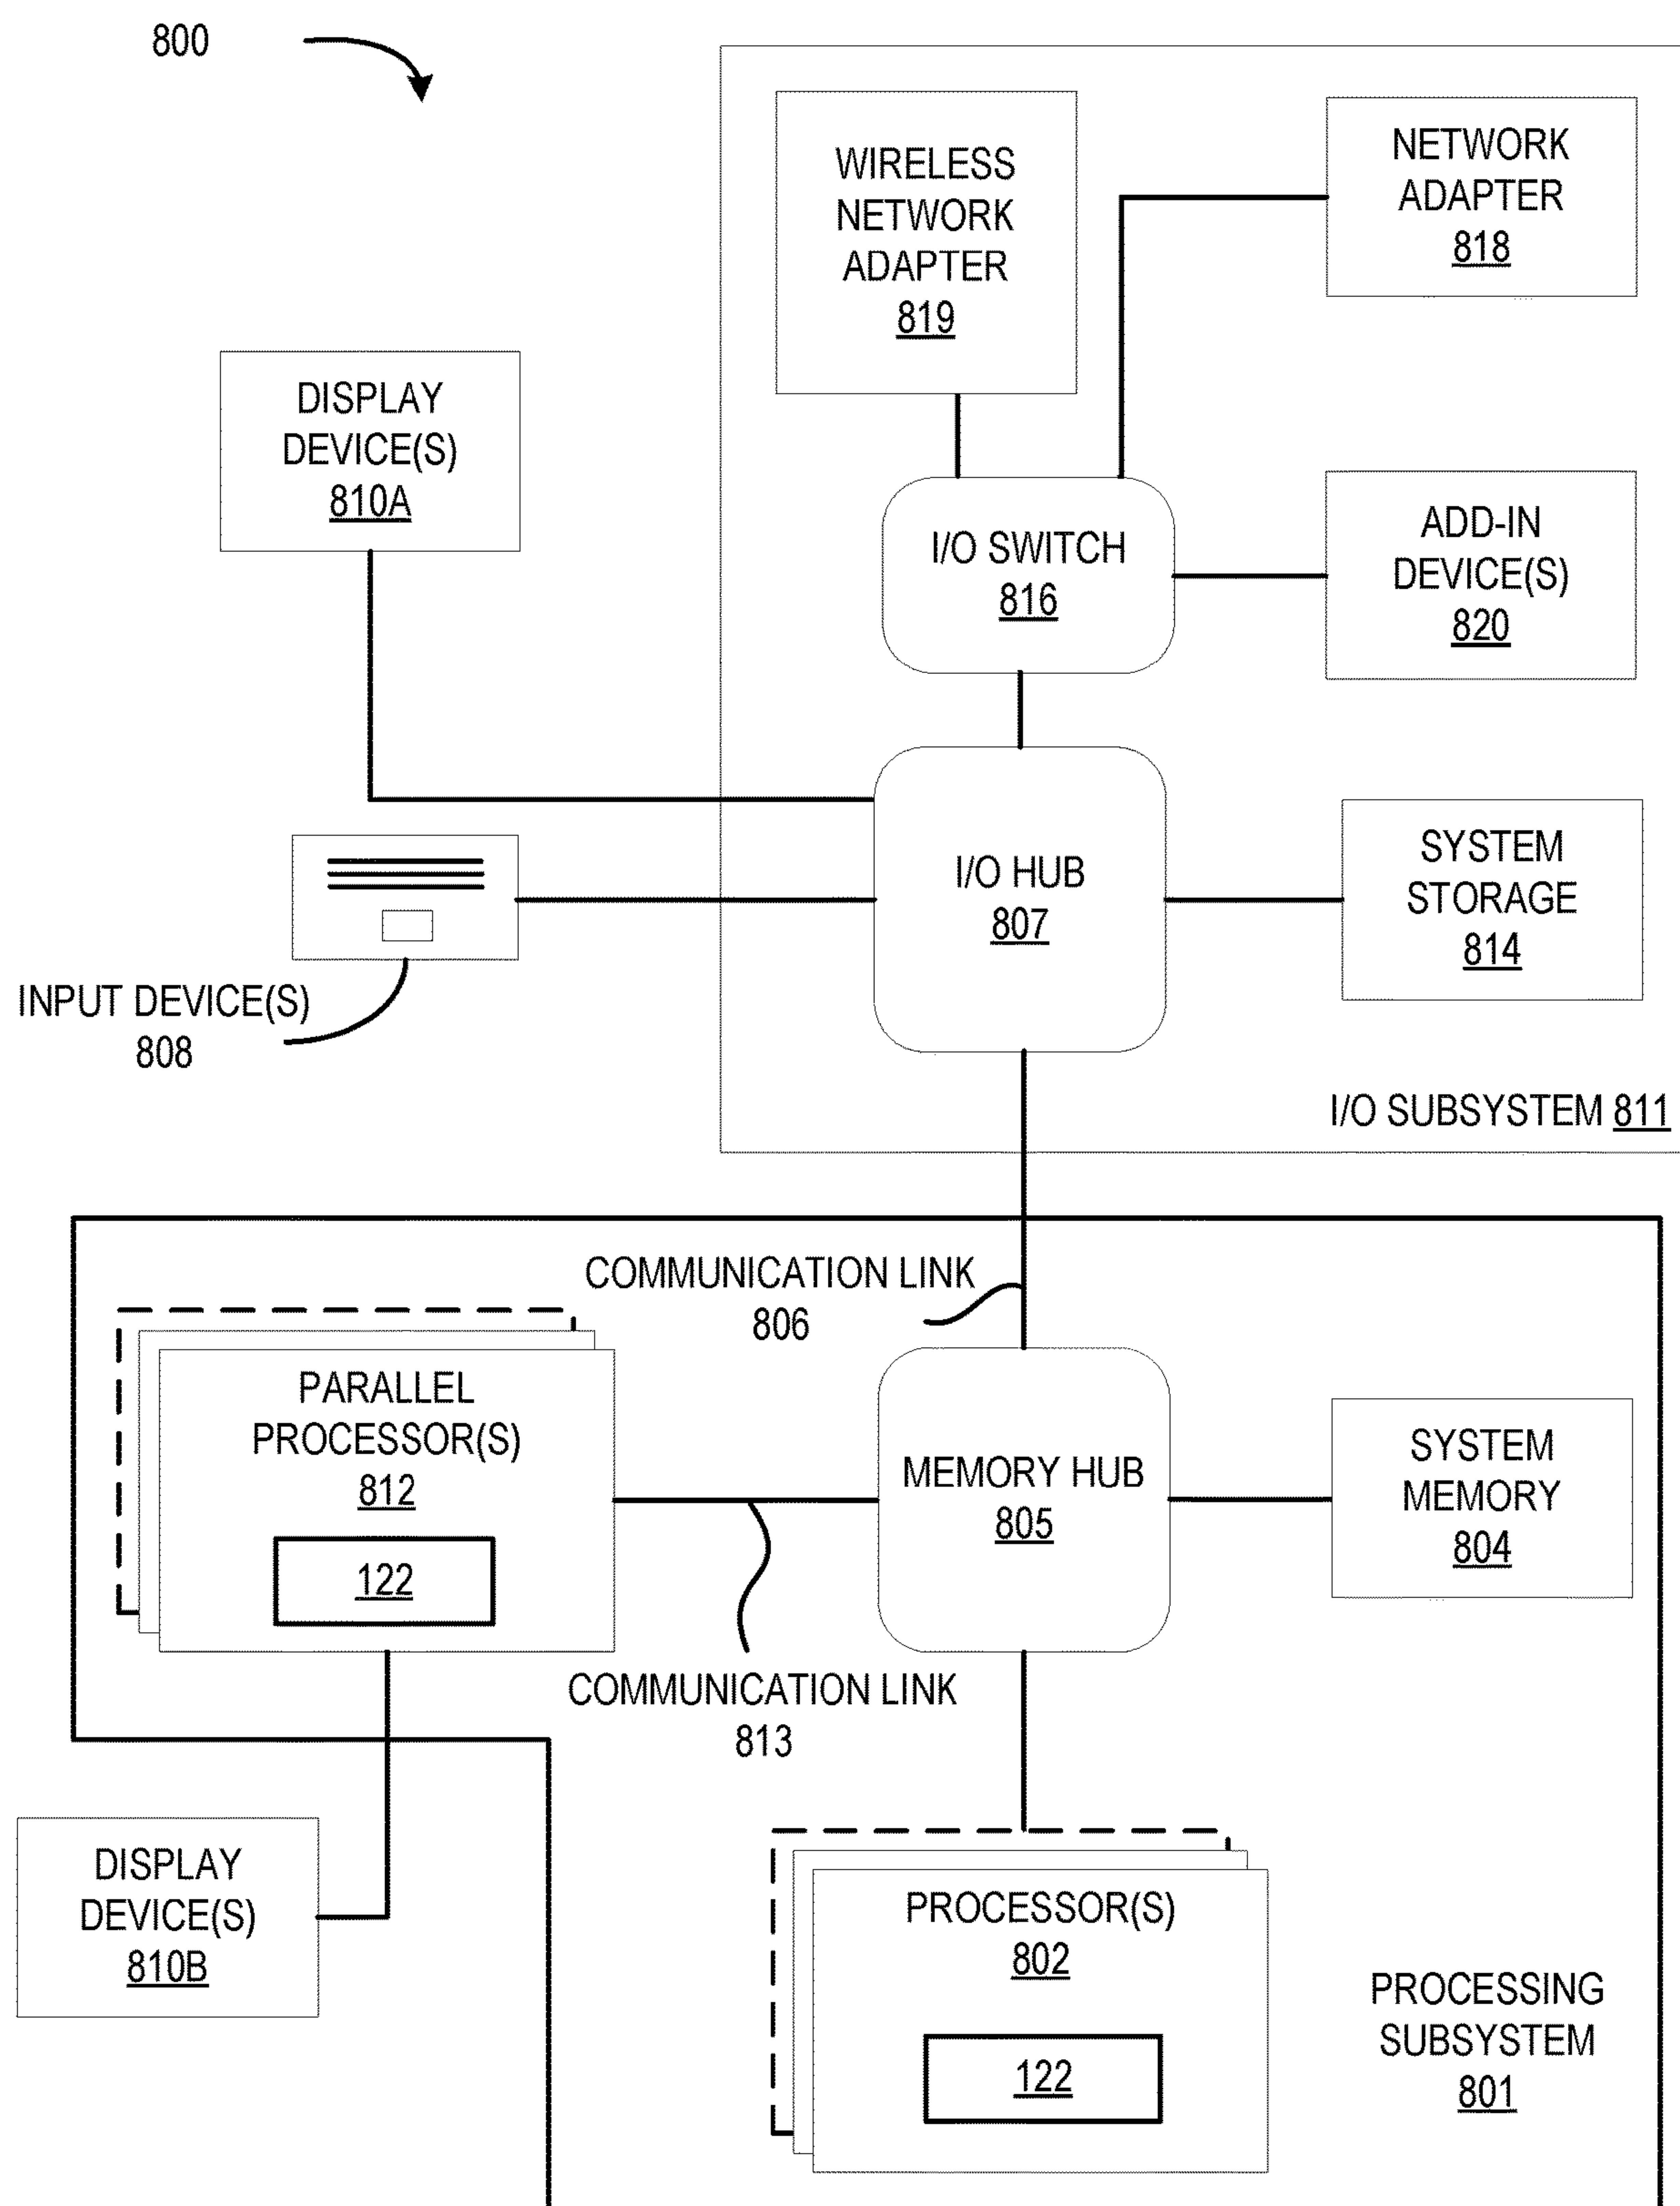 800
WIRELESS
NETWORK
ADAPTER
819
NETWORK
ADAPTER
818
DISPLAY
DEVICE(S)
810A
I/O SWITCH
816
ADD-IN
DEVICE(S)
820
I/O HUB
807
SYSTEM
STORAGE
814
INPUT DEVICE(S)
808
I/O SUBSYSTEM 811
COMMUNICATION LINK
806
PARALLEL
PROCESSOR(S)
812
122
MEMORY HUB
805
SYSTEM
MEMORY
804
COMMUNICATION LINK
813
DISPLAY
DEVICE(S)
810B
PROCESSOR(S)
802
122
PROCESSING
SUBSYSTEM
801